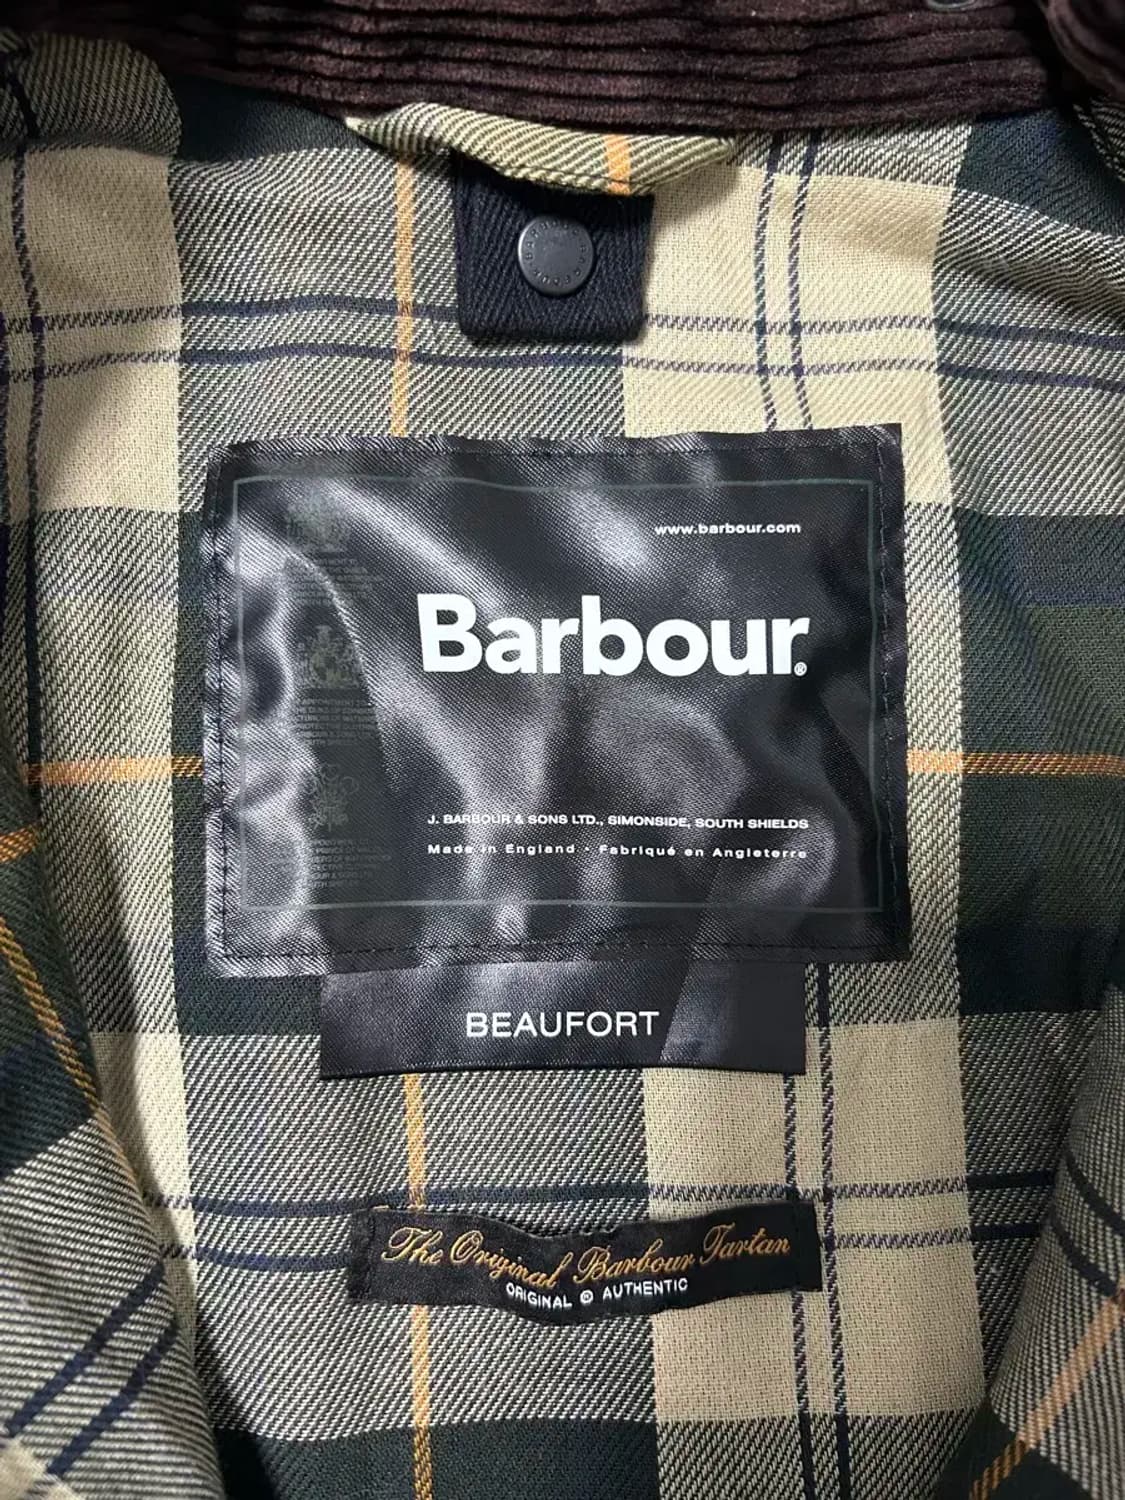 www.barbour.com
Barbour®
J. BARBOUR & SONS LTD., SIMONSIDE, SOUTH SHIELDS
Made in England • Fabriqué en Angleterre
BEAUFORT
The Original Barbour Tartan
ORIGINAL ® AUTHENTIC